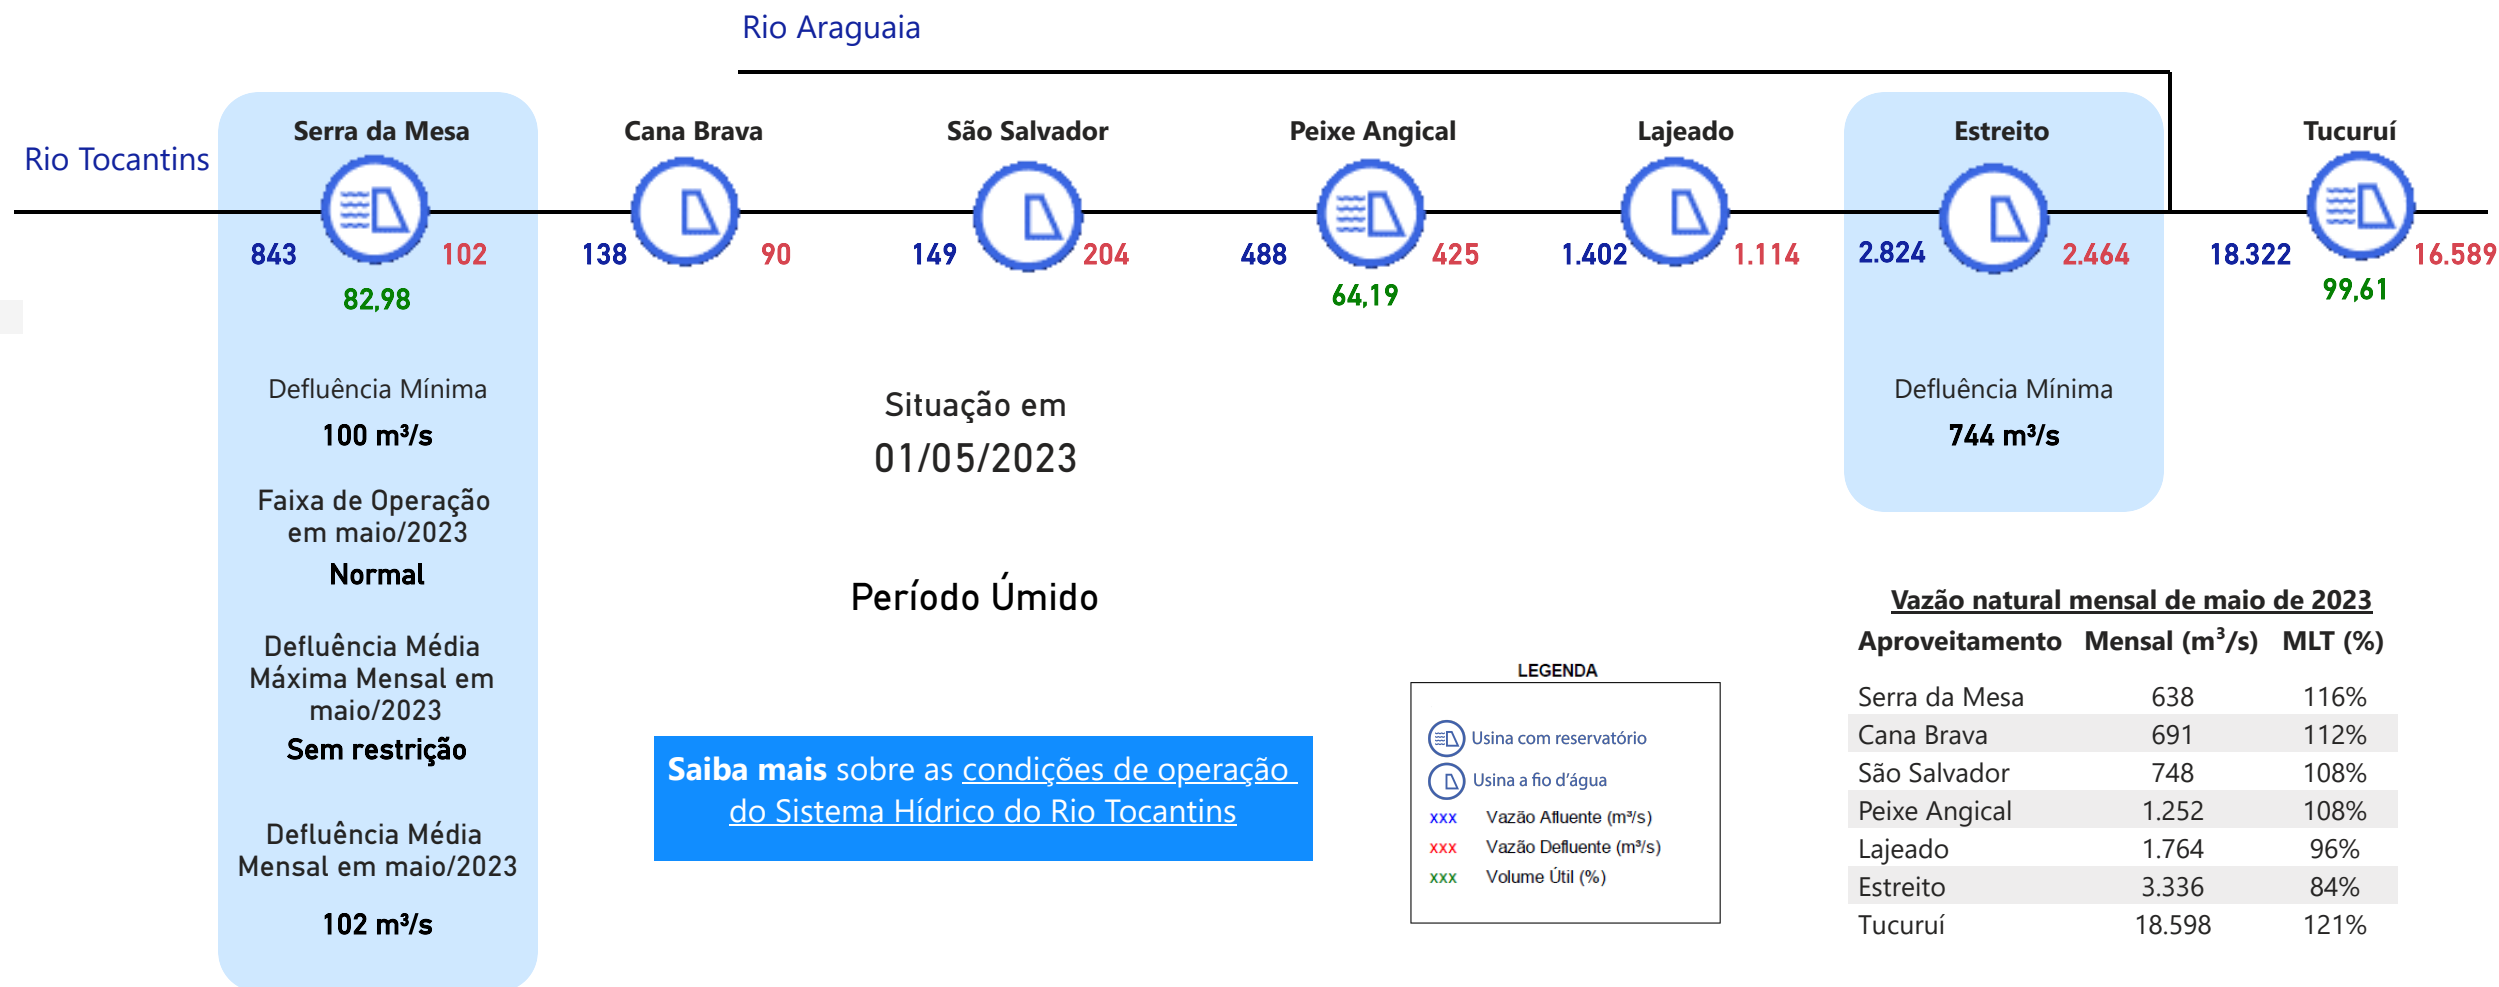 Rio Araguaia
Rio Tocantins
Serra da Mesa
Cana Brava
São Salvador
Peixe Angical
Lajeado
Estreito
Tucuruí
843 102
138 90
149 204
488 425
1.402 1.114
2.824 2.464
18.322 16.589
82,98
64,19
99,61
Defluência Mínima
100 m³/s
Faixa de Operação
em maio/2023
Normal
Defluência Média
Máxima Mensal em
maio/2023
Sem restrição
Defluência Média
Mensal em maio/2023
102 m³/s
Situação em
01/05/2023
Período Úmido
Saiba mais sobre as condições de operação
do Sistema Hídrico do Rio Tocantins
LEGENDA
Usina com reservatório
Usina a fio d'água
xxx Vazão Afluente (m³/s)
xxx Vazão Defluente (m³/s)
xxx Volume Útil (%)
Defluência Mínima
744 m³/s
Vazão natural mensal de maio de 2023
Aproveitamento Mensal (m³/s) MLT (%)
Serra da Mesa 638 116%
Cana Brava 691 112%
São Salvador 748 108%
Peixe Angical 1.252 108%
Lajeado 1.764 96%
Estreito 3.336 84%
Tucuruí 18.598 121%